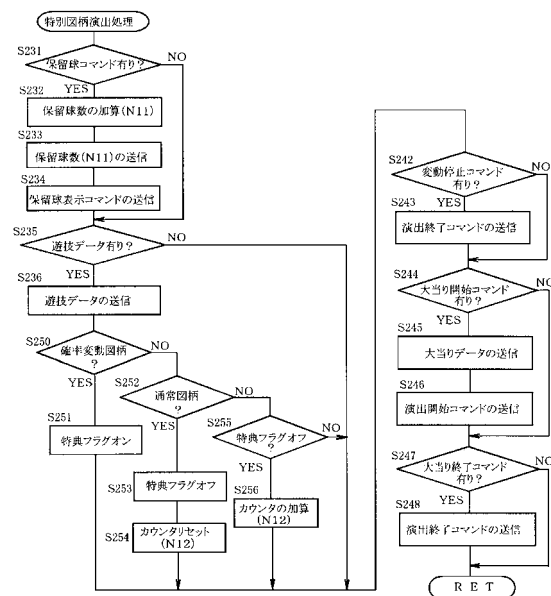 特別図柄演出処理
S231
保留球コマンド有り?
NO
YES
S232
保留球数の加算(N11)
S233
保留球数(N11)の送信
S234
保留球表示コマンドの送信
S235
遊技データ有り?
NO
YES
S236
遊技データの送信
S250
確率変動図柄
?
NO
YES
S251
特典フラグオン
S252
通常図柄
?
NO
YES
S253
特典フラグオフ
S254
カウンタリセット
(N12)
S255
特典フラグオフ
?
NO
YES
S256
カウンタの加算
(N12)
S242
変動停止コマンド
有り?
NO
YES
S243
演出終了コマンドの送信
S244
大当り開始コマンド
有り?
NO
YES
S245
大当りデータの送信
S246
演出開始コマンドの送信
S247
大当り終了コマンド
有り?
NO
YES
S248
演出終了コマンドの送信
RET